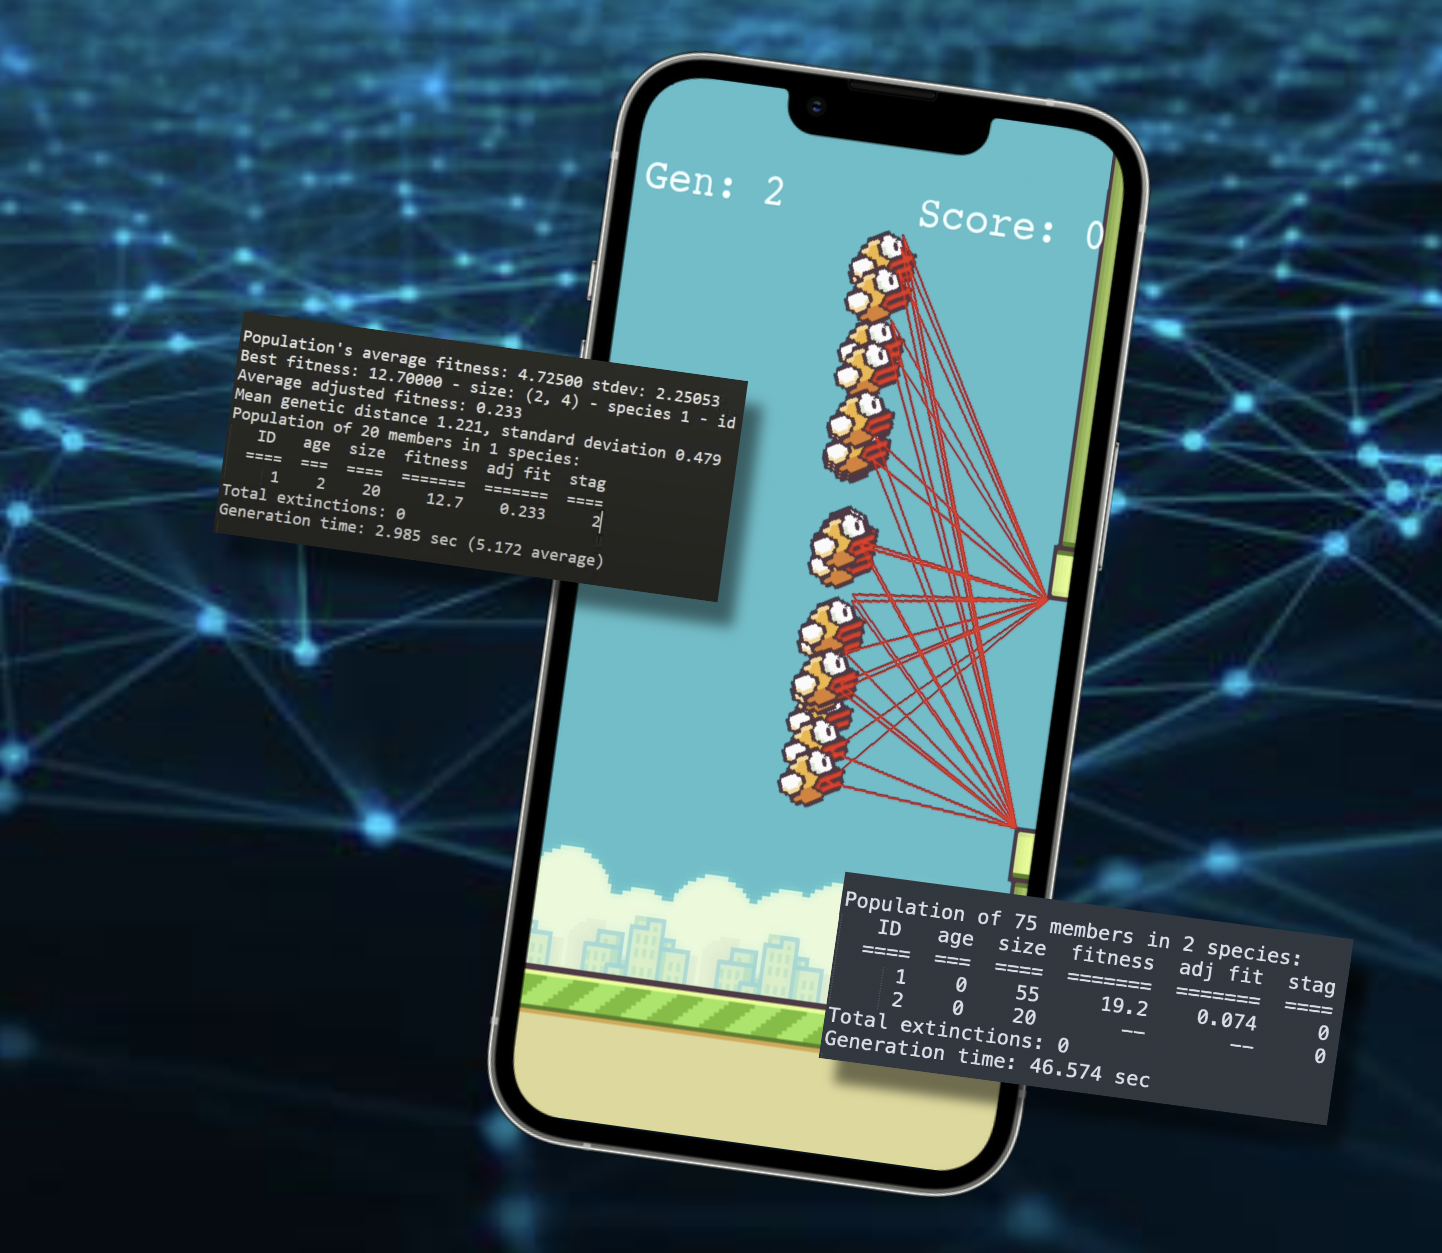 Gen: 2
Score: 0
Population's average fitness: 4.72500 stdev: 2.25053
Best fitness: 12.70000 - size: (2, 4) - species 1 - id
Average adjusted fitness: 0.233
Mean genetic distance 1.221, standard deviation 0.479
Population of 20 members in 1 species:
ID age size fitness adj fit stag
==== === ==== ======= ======= ====
1 2 20 12.7 0.233 2
Total extinctions: 0
Generation time: 2.985 sec (5.172 average)
Population of 75 members in 2 species:
ID age size fitness adj fit stag
==== === ==== ======= ======= ====
1 0 55 19.2 0.074 0
2 0 20 -- -- 0
Total extinctions: 0
Generation time: 46.574 sec